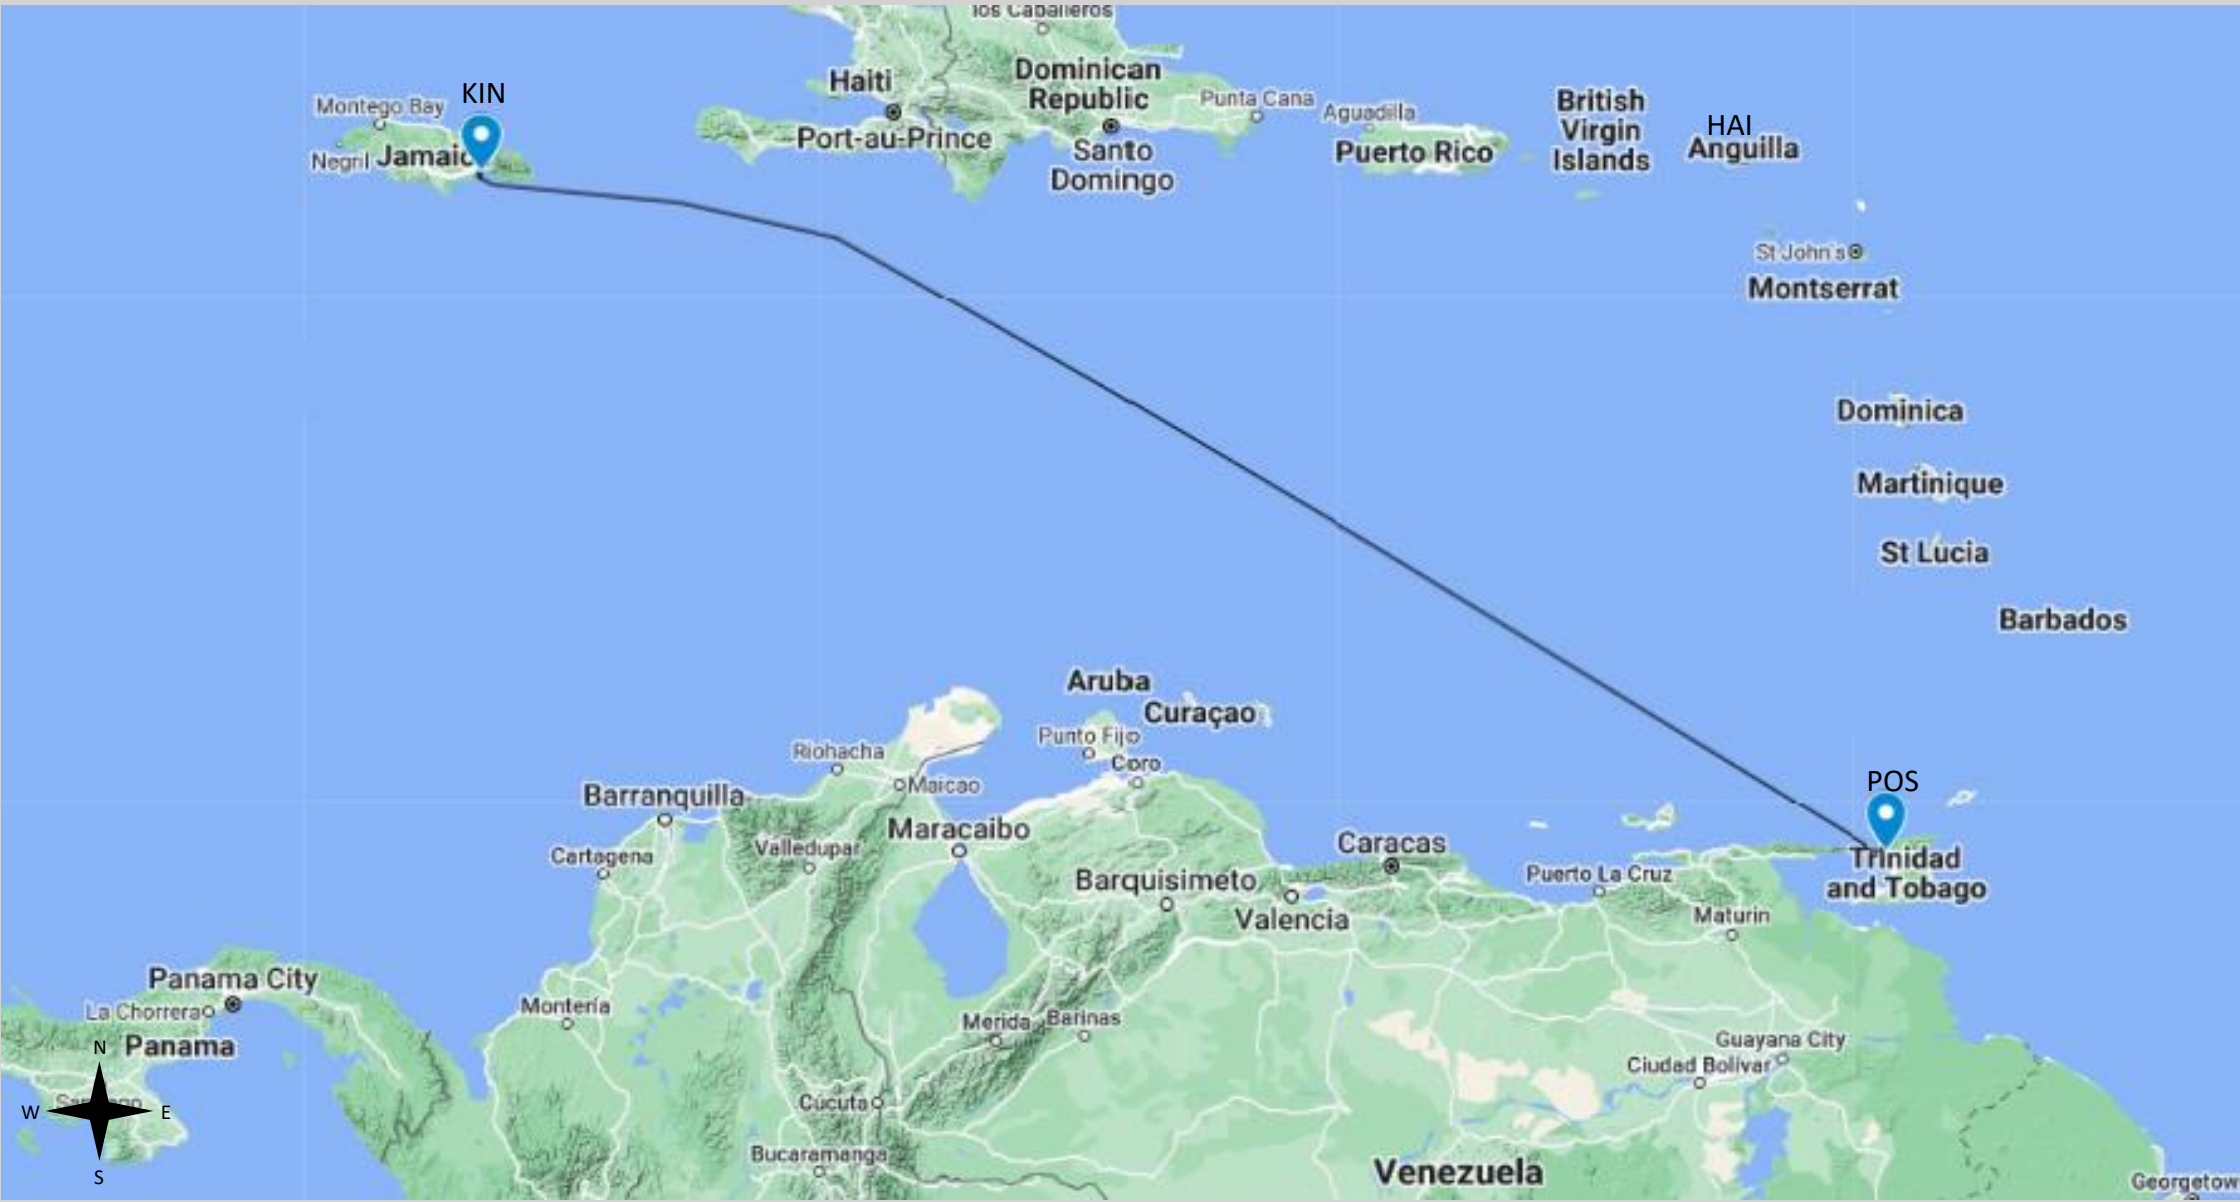 los Caballeros
Haiti
Dominican
Republic
KIN
Montego Bay
Punta Cana
Aguadilla
British
Virgin
Islands
HAI
Anguilla
Port-au-Prince
Negril
Jamaic
Santo
Domingo
Puerto Rico
St John's
Montserrat
Dominica
Martinique
St Lucia
Barbados
Aruba
Curaçao
Punto Fijo
Coro
Riohacha
Maicao
Barranquilla
POS
Maracaibo
Caracas
Cartagena
Valledupar
Trinidad
and Tobago
Barquisimeto
Puerto La Cruz
Valencia
Maturin
Panama City
La Chorrera
Panama
Montería
Merida
Barinas
Guayana City
Ciudad Bolívar
N
W
E
S
Cúcuta
Bucaramanga
Venezuela
Georgetow